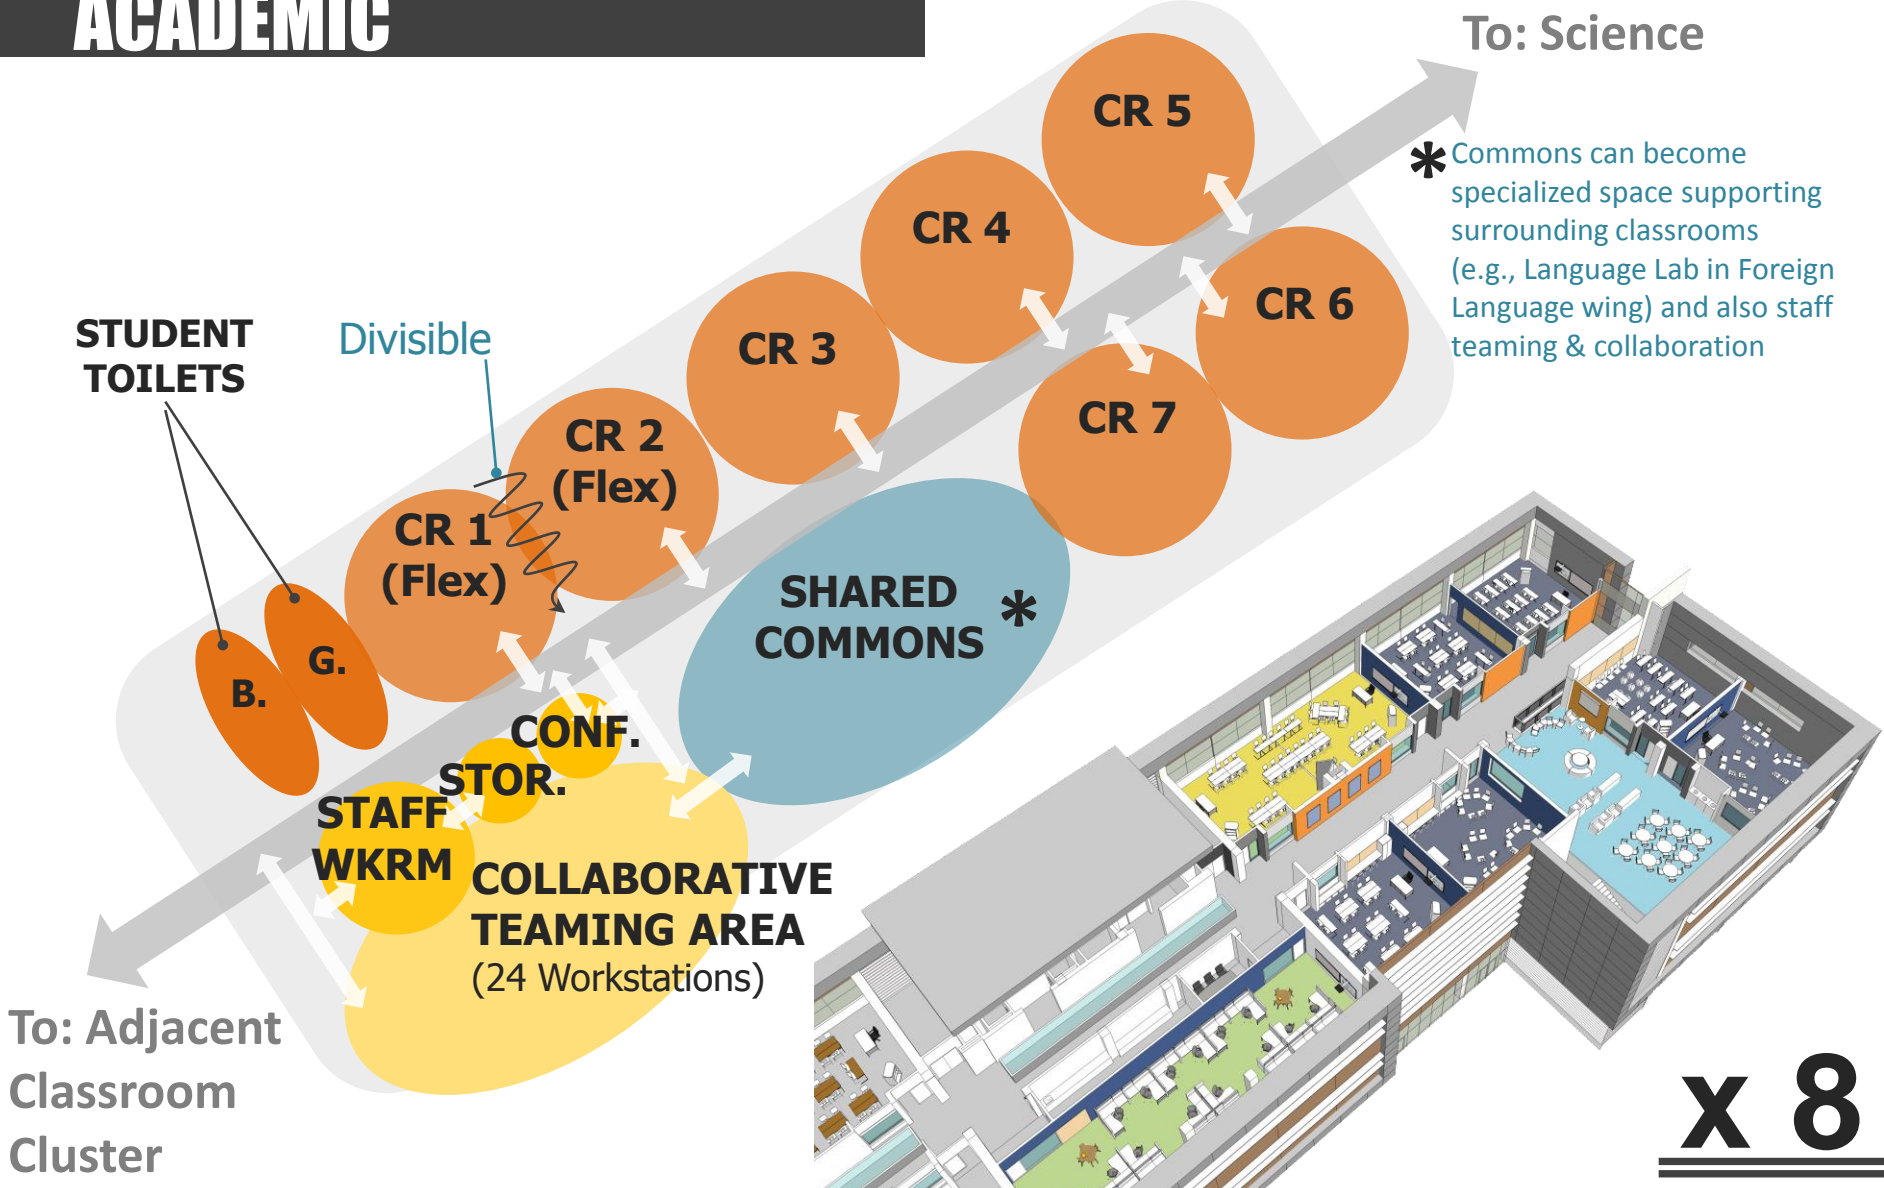 ACADEMIC
To: Science
CR 5
* Commons can become
specialized space supporting
surrounding classrooms
(e.g., Language Lab in Foreign
Language wing) and also staff
teaming & collaboration
CR 4
CR 6
STUDENT
TOILETS
Divisible
CR 3
CR 7
CR 2
(Flex)
CR 1
(Flex)
SHARED
COMMONS *
G.
B.
CONF.
STOR.
STAFF
WKRM
COLLABORATIVE
TEAMING AREA
(24 Workstations)
To: Adjacent
Classroom
Cluster
x 8